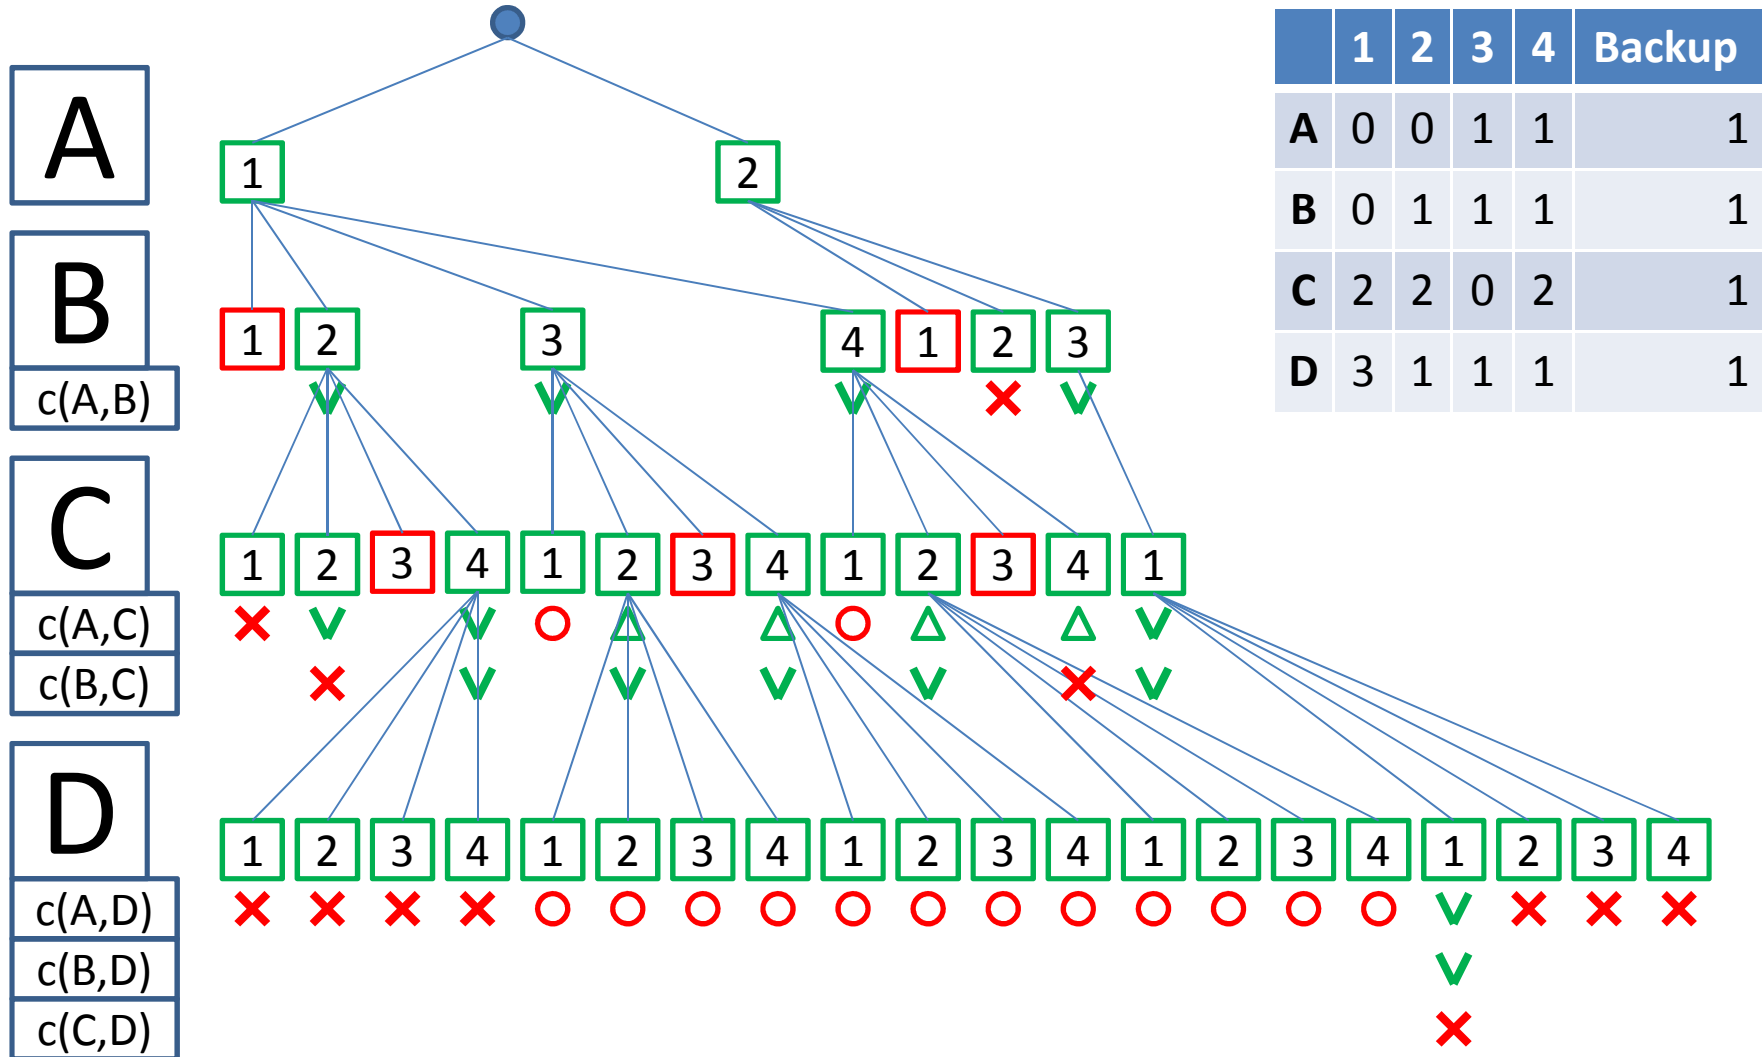 1 2 3 4 Backup
A 0 0 1 1 1
B 0 1 1 1 1
C 2 2 0 2 1
D 3 1 1 1 1
A
1 2
B
1 2 3 4 1 2 3
c(A,B)
C
1 2 3 4 1 2 3 4 1 2 3 4 1
c(A,C)
c(B,C)
D
1 2 3 4 1 2 3 4 1 2 3 4 1 2 3 4 1 2 3 4
c(A,D)
c(B,D)
c(C,D)